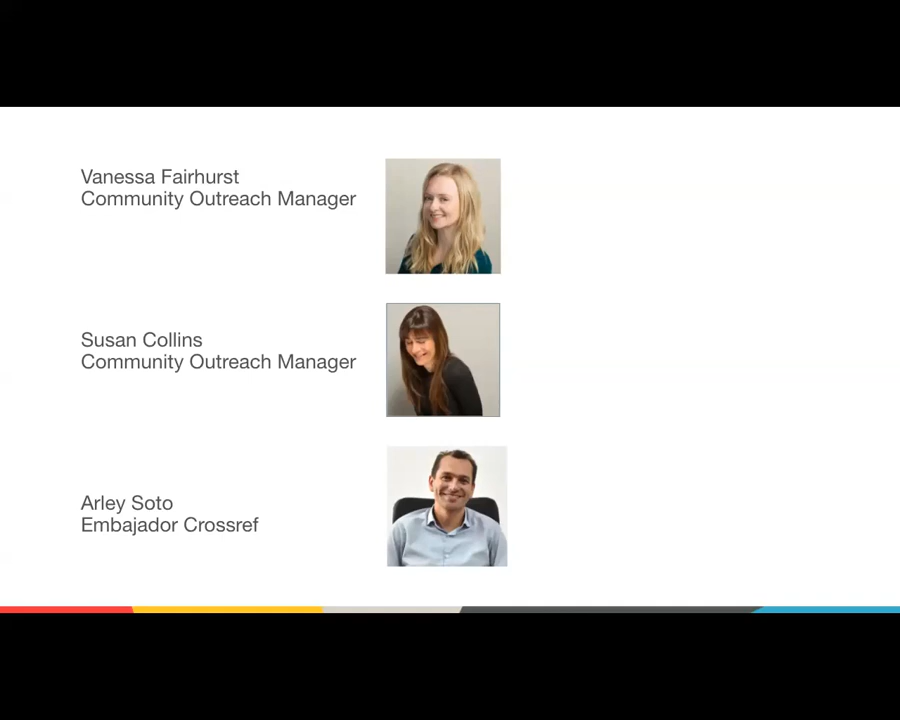 Vanessa Fairhurst
Community Outreach Manager
Susan Collins
Community Outreach Manager
Arley Soto
Embajador Crossref